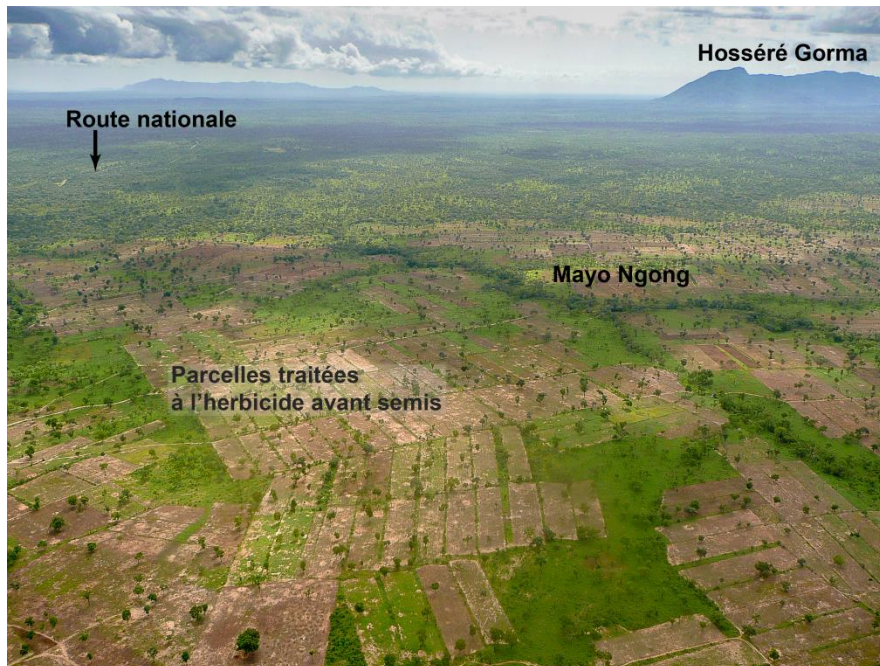 Hosséré Gorma
Route nationale
Mayo Ngong
Parcelles traitées
à l'herbicide avant semis